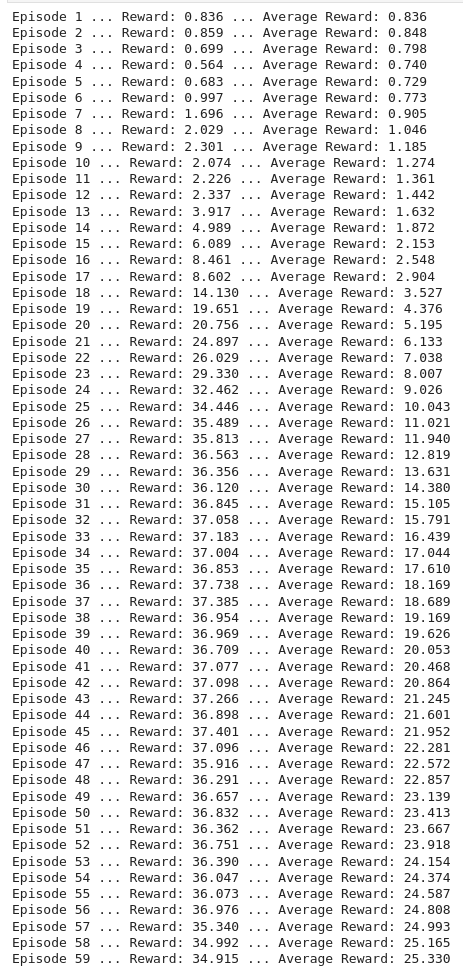 Episode 1 ... Reward: 0.836 ... Average Reward: 0.836
Episode 2 ... Reward: 0.859 ... Average Reward: 0.848
Episode 3 ... Reward: 0.699 ... Average Reward: 0.798
Episode 4 ... Reward: 0.564 ... Average Reward: 0.740
Episode 5 ... Reward: 0.683 ... Average Reward: 0.729
Episode 6 ... Reward: 0.997 ... Average Reward: 0.773
Episode 7 ... Reward: 1.696 ... Average Reward: 0.905
Episode 8 ... Reward: 2.029 ... Average Reward: 1.046
Episode 9 ... Reward: 2.301 ... Average Reward: 1.185
Episode 10 ... Reward: 2.074 ... Average Reward: 1.274
Episode 11 ... Reward: 2.226 ... Average Reward: 1.361
Episode 12 ... Reward: 2.337 ... Average Reward: 1.442
Episode 13 ... Reward: 3.917 ... Average Reward: 1.632
Episode 14 ... Reward: 4.989 ... Average Reward: 1.872
Episode 15 ... Reward: 6.089 ... Average Reward: 2.153
Episode 16 ... Reward: 8.461 ... Average Reward: 2.548
Episode 17 ... Reward: 8.602 ... Average Reward: 2.904
Episode 18 ... Reward: 14.130 ... Average Reward: 3.527
Episode 19 ... Reward: 19.651 ... Average Reward: 4.376
Episode 20 ... Reward: 20.756 ... Average Reward: 5.195
Episode 21 ... Reward: 24.897 ... Average Reward: 6.133
Episode 22 ... Reward: 26.029 ... Average Reward: 7.038
Episode 23 ... Reward: 29.330 ... Average Reward: 8.007
Episode 24 ... Reward: 32.462 ... Average Reward: 9.026
Episode 25 ... Reward: 34.446 ... Average Reward: 10.043
Episode 26 ... Reward: 35.489 ... Average Reward: 11.021
Episode 27 ... Reward: 35.813 ... Average Reward: 11.940
Episode 28 ... Reward: 36.563 ... Average Reward: 12.819
Episode 29 ... Reward: 36.356 ... Average Reward: 13.631
Episode 30 ... Reward: 36.120 ... Average Reward: 14.380
Episode 31 ... Reward: 36.845 ... Average Reward: 15.105
Episode 32 ... Reward: 37.058 ... Average Reward: 15.791
Episode 33 ... Reward: 37.183 ... Average Reward: 16.439
Episode 34 ... Reward: 37.004 ... Average Reward: 17.044
Episode 35 ... Reward: 36.853 ... Average Reward: 17.610
Episode 36 ... Reward: 37.738 ... Average Reward: 18.169
Episode 37 ... Reward: 37.385 ... Average Reward: 18.689
Episode 38 ... Reward: 36.954 ... Average Reward: 19.169
Episode 39 ... Reward: 36.969 ... Average Reward: 19.626
Episode 40 ... Reward: 36.709 ... Average Reward: 20.053
Episode 41 ... Reward: 37.077 ... Average Reward: 20.468
Episode 42 ... Reward: 37.098 ... Average Reward: 20.864
Episode 43 ... Reward: 37.266 ... Average Reward: 21.245
Episode 44 ... Reward: 36.898 ... Average Reward: 21.601
Episode 45 ... Reward: 37.401 ... Average Reward: 21.952
Episode 46 ... Reward: 37.096 ... Average Reward: 22.281
Episode 47 ... Reward: 35.916 ... Average Reward: 22.572
Episode 48 ... Reward: 36.291 ... Average Reward: 22.857
Episode 49 ... Reward: 36.657 ... Average Reward: 23.139
Episode 50 ... Reward: 36.832 ... Average Reward: 23.413
Episode 51 ... Reward: 36.362 ... Average Reward: 23.667
Episode 52 ... Reward: 36.751 ... Average Reward: 23.918
Episode 53 ... Reward: 36.390 ... Average Reward: 24.154
Episode 54 ... Reward: 36.047 ... Average Reward: 24.374
Episode 55 ... Reward: 36.073 ... Average Reward: 24.587
Episode 56 ... Reward: 36.976 ... Average Reward: 24.808
Episode 57 ... Reward: 35.340 ... Average Reward: 24.993
Episode 58 ... Reward: 34.992 ... Average Reward: 25.165
Episode 59 ... Reward: 34.915 ... Average Reward: 25.330